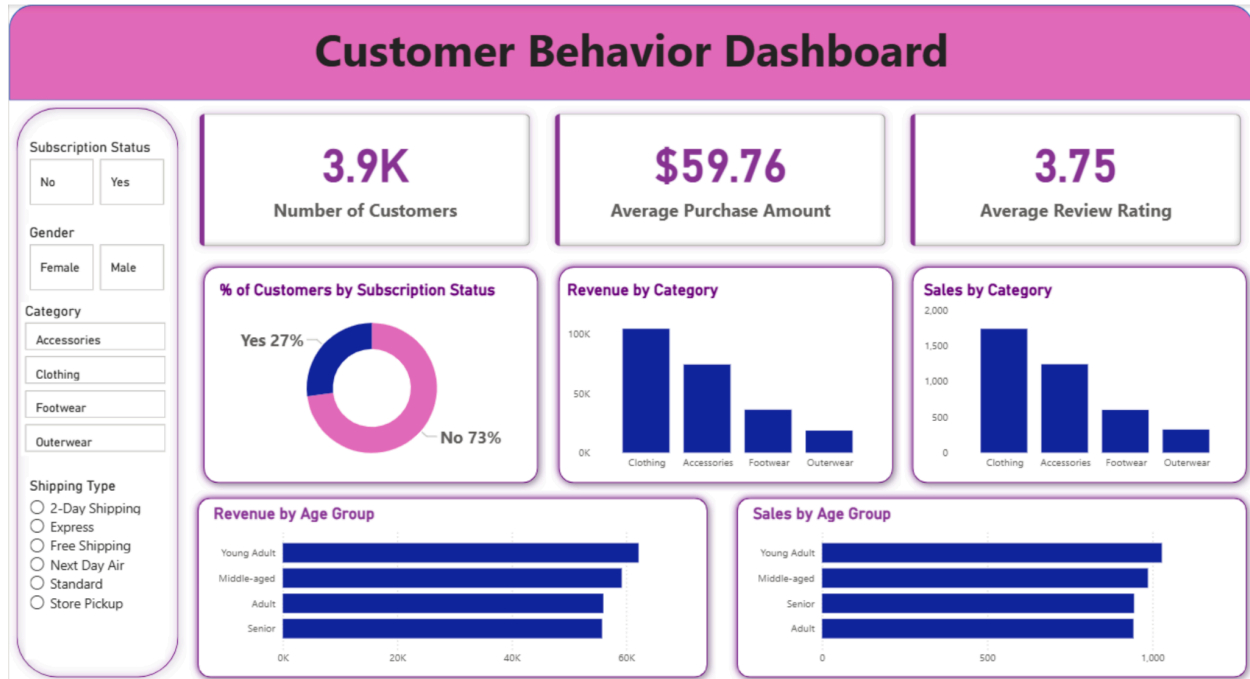 Customer Behavior Dashboard
Subscription Status
No Yes
Gender
Female Male
Category
Accessories
Clothing
Footwear
Outerwear
Shipping Type
2-Day Shipping
Express
Free Shipping
Next Day Air
Standard
Store Pickup
3.9K
Number of Customers
$59.76
Average Purchase Amount
3.75
Average Review Rating
% of Customers by Subscription Status
Yes 27%
No 73%
Revenue by Category
100K
50K
0K
Clothing Accessories Footwear Outerwear
Sales by Category
2,000
1,500
1,000
500
0
Clothing Accessories Footwear Outerwear
Revenue by Age Group
Young Adult
Middle-aged
Adult
Senior
0K 20K 40K 60K
Sales by Age Group
Young Adult
Middle-aged
Senior
Adult
0 500 1,000